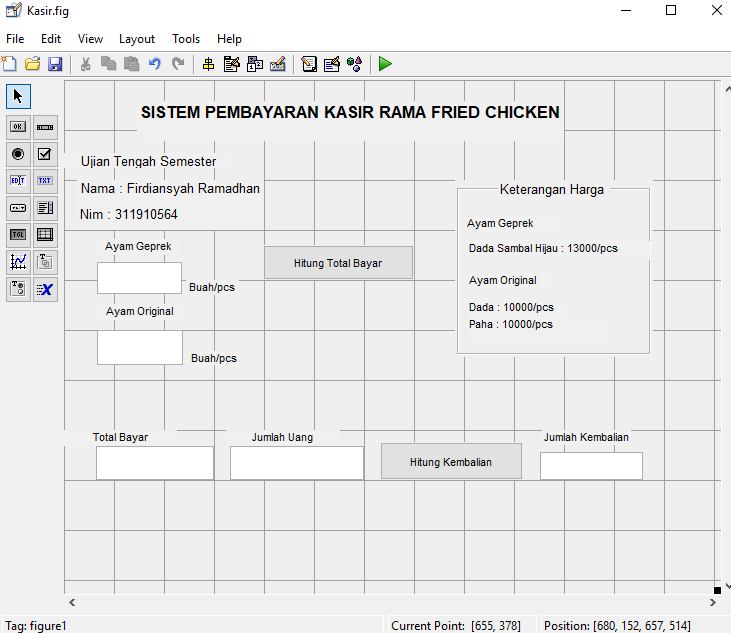 Kasir.fig
File Edit View Layout Tools Help
SISTEM PEMBAYARAN KASIR RAMA FRIED CHICKEN
Ujian Tengah Semester
Nama : Firdiansyah Ramadhan
Nim : 311910564
Keterangan Harga
Ayam Geprek
Dada Sambal Hijau : 13000/pcs
Ayam Original
Dada : 10000/pcs
Paha : 10000/pcs
Ayam Geprek
Buah/pcs
Hitung Total Bayar
Ayam Original
Buah/pcs
Total Bayar
Jumlah Uang
Hitung Kembalian
Jumlah Kembalian
Tag: figure1
Current Point: [655, 378]
Position: [680, 152, 657, 514]
OK
EDIT
TXT
TGL